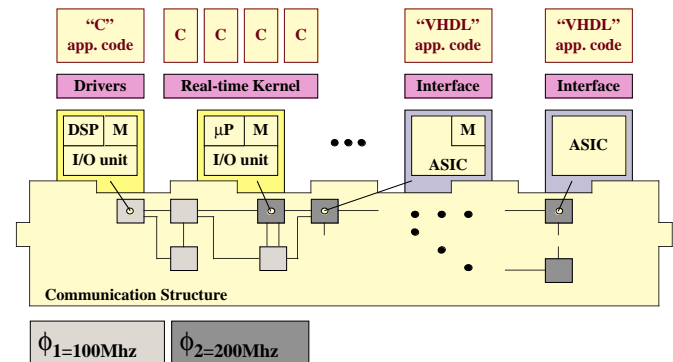 “C” app. code
C C C C
“VHDL” app. code
“VHDL” app. code
Drivers
Real-time Kernel
Interface
Interface
DSP M
I/O unit
μP M
I/O unit
M
ASIC
ASIC
Communication Structure
ϕ1=100Mhz
ϕ2=200Mhz